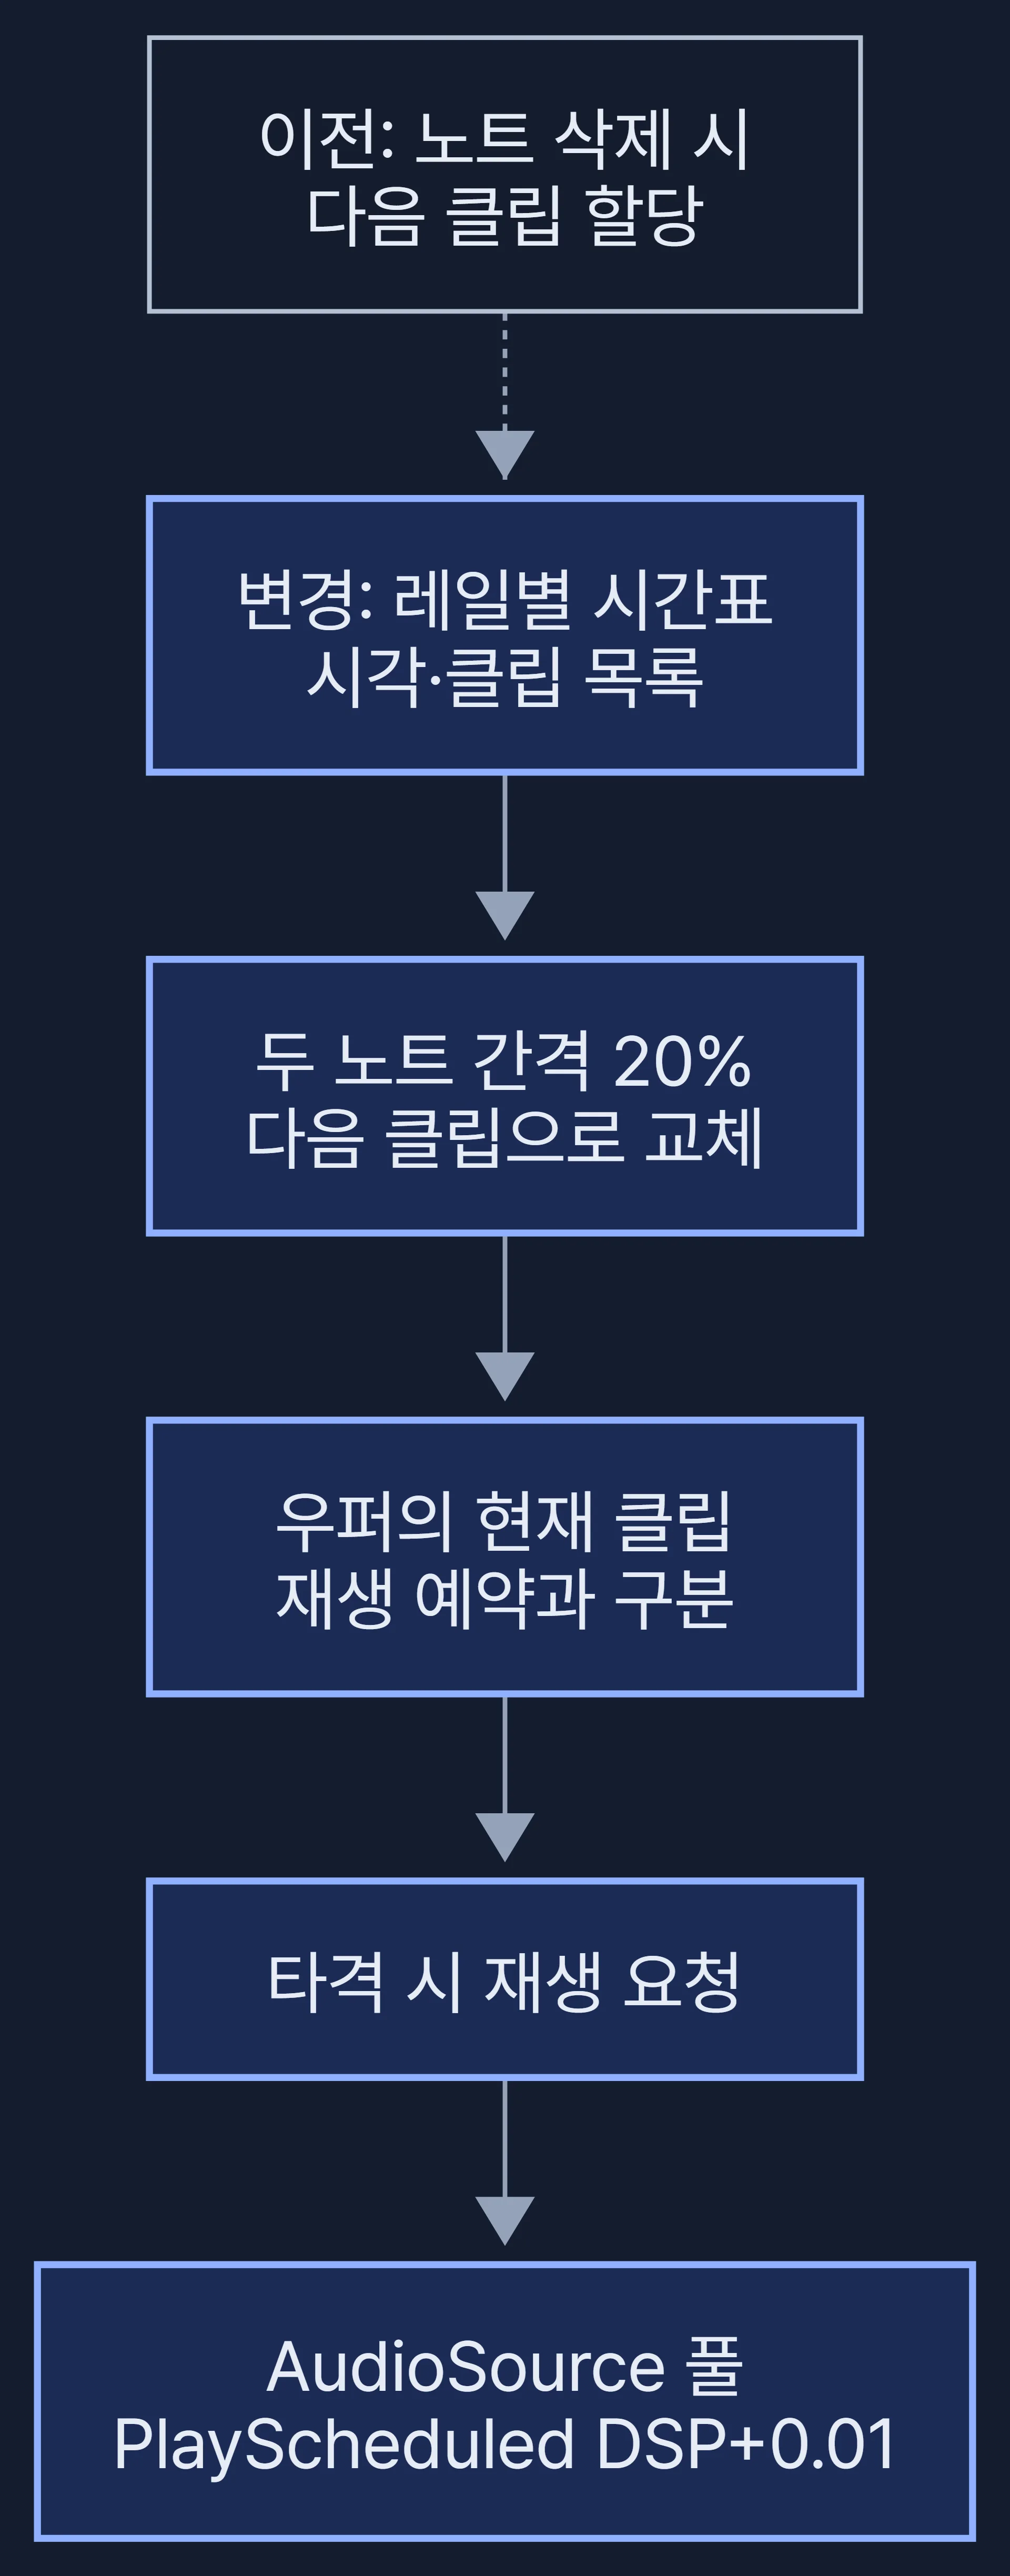 이전: 노트 삭제 시
다음 클립 할당
변경: 레일별 시간표
시각·클립 목록
두 노트 간격 20%
다음 클립으로 교체
우퍼의 현재 클립
재생 예약과 구분
타격 시 재생 요청
AudioSource 풀
PlayScheduled DSP+0.01